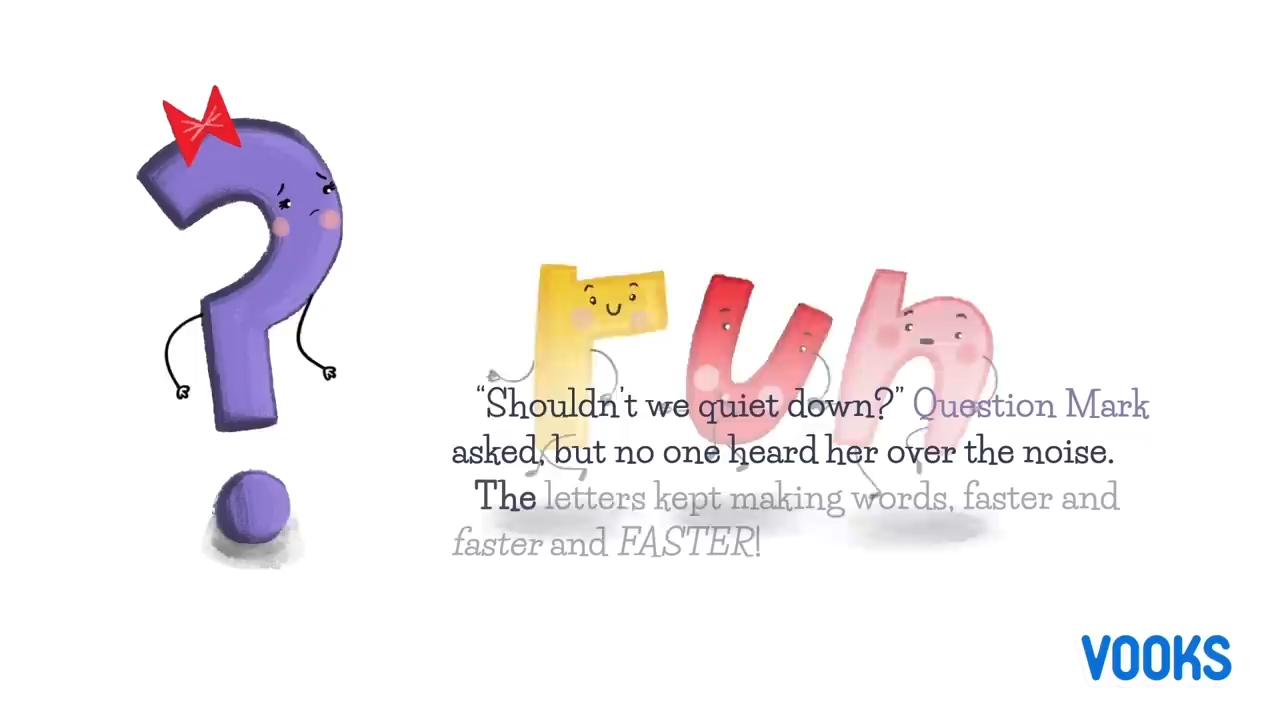 ?
run
“Shouldn’t we quiet down?” Question Mark
asked, but no one heard her over the noise.
The letters kept making words, faster and
faster and FASTER!
VOOKS